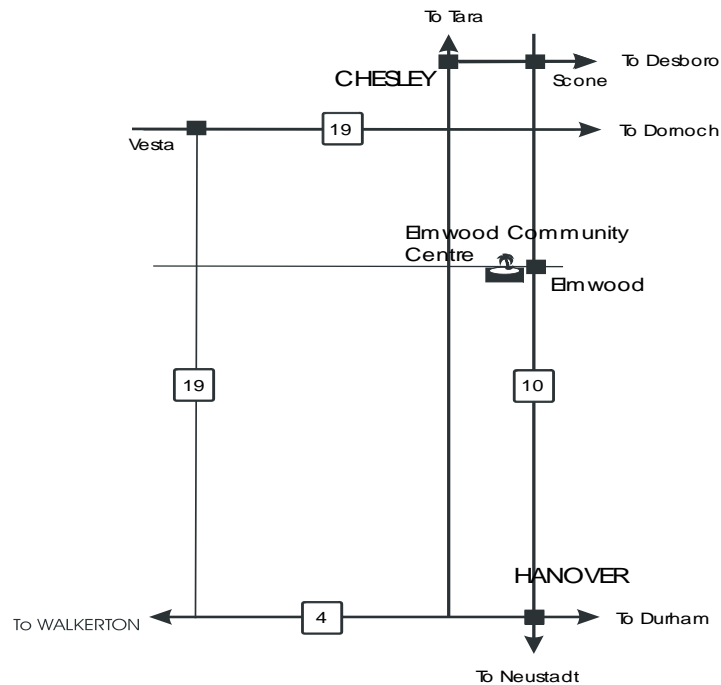 To Tara
To Desboro
CHESLEY
Scone
19
Vesta
To Dornoch
Elmwood Community
Centre
Elmwood
19
10
HANOVER
To WALKERTON
4
To Durham
To Neustadt